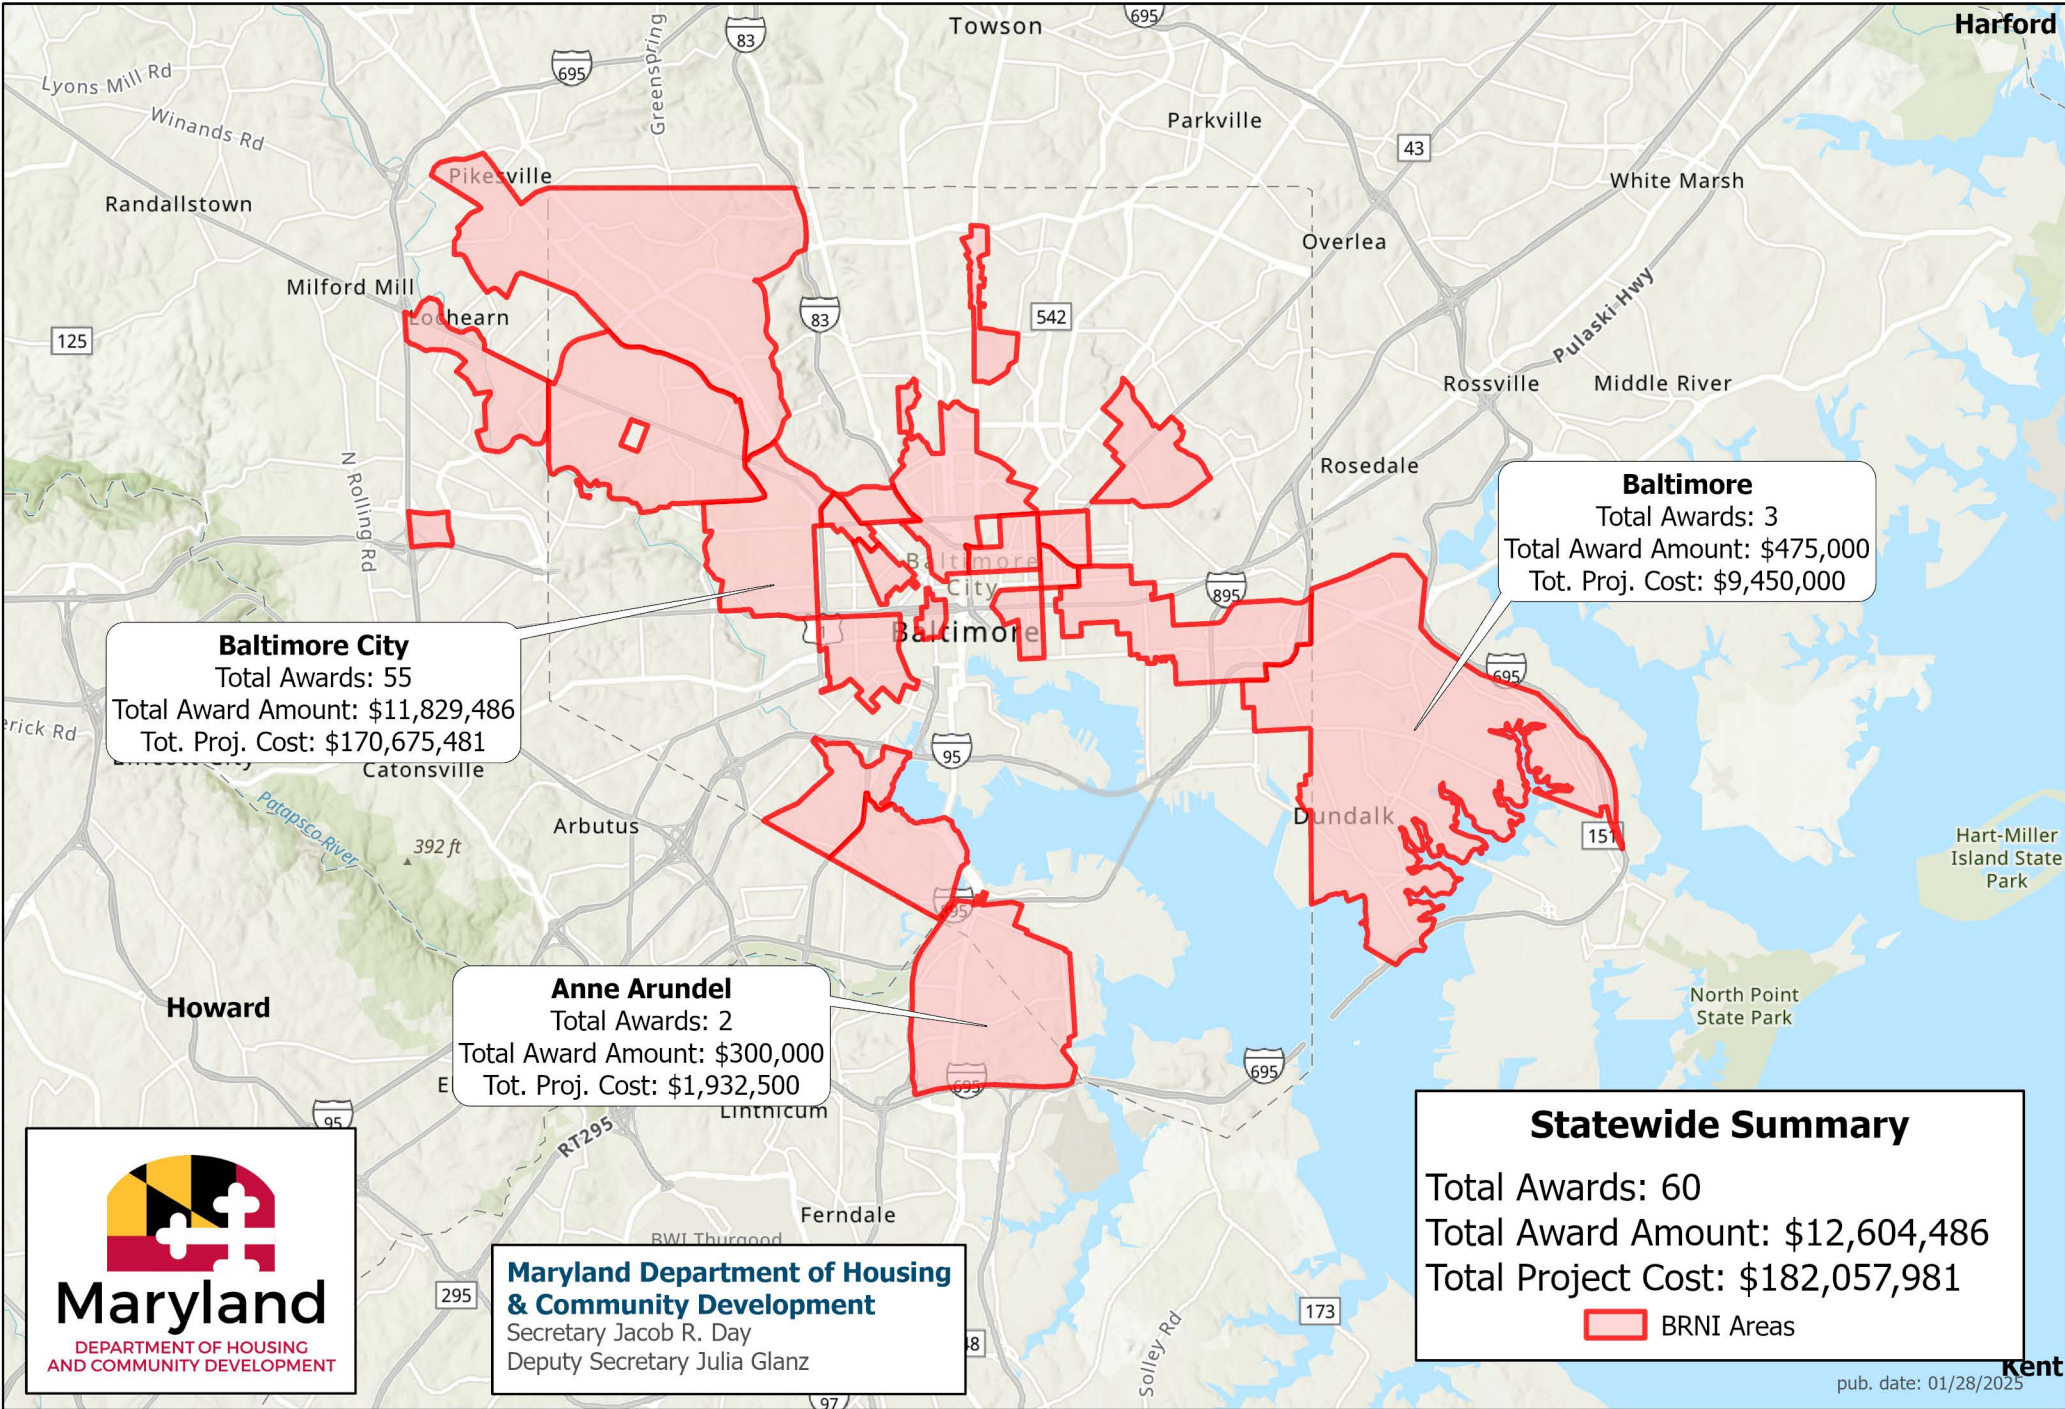 695
Towson
Harford
83
Greenspring
695
Lyons Mill Rd
Winands Rd
Parkville
43
Pikesville
White Marsh
Randallstown
Overlea
Milford Mill
Lochearn
83
542
Pulaski Hwy
125
Rossville
Middle River
N Rolling Rd
Rosedale
Baltimore
Total Awards: 3
Total Award Amount: $475,000
Tot. Proj. Cost: $9,450,000
Baltimore
City
895
Baltimore
1
Baltimore City
Total Awards: 55
Total Award Amount: $11,829,486
Tot. Proj. Cost: $170,675,481
695
erick Rd
Catonsville
95
Patapsco River
392 ft
Arbutus
Dundalk
151
Hart-Miller
Island State
Park
895
Howard
Anne Arundel
Total Awards: 2
Total Award Amount: $300,000
Tot. Proj. Cost: $1,932,500
North Point
State Park
E
695
695
Linthicum
95
RT295
Statewide Summary
Total Awards: 60
Total Award Amount: $12,604,486
Total Project Cost: $182,057,981
BRNI Areas
Maryland
DEPARTMENT OF HOUSING
AND COMMUNITY DEVELOPMENT
Ferndale
BWI Thurgood
295
Maryland Department of Housing
& Community Development
Secretary Jacob R. Day
Deputy Secretary Julia Glanz
48
Solley Rd
173
97
Kent
pub. date: 01/28/2025